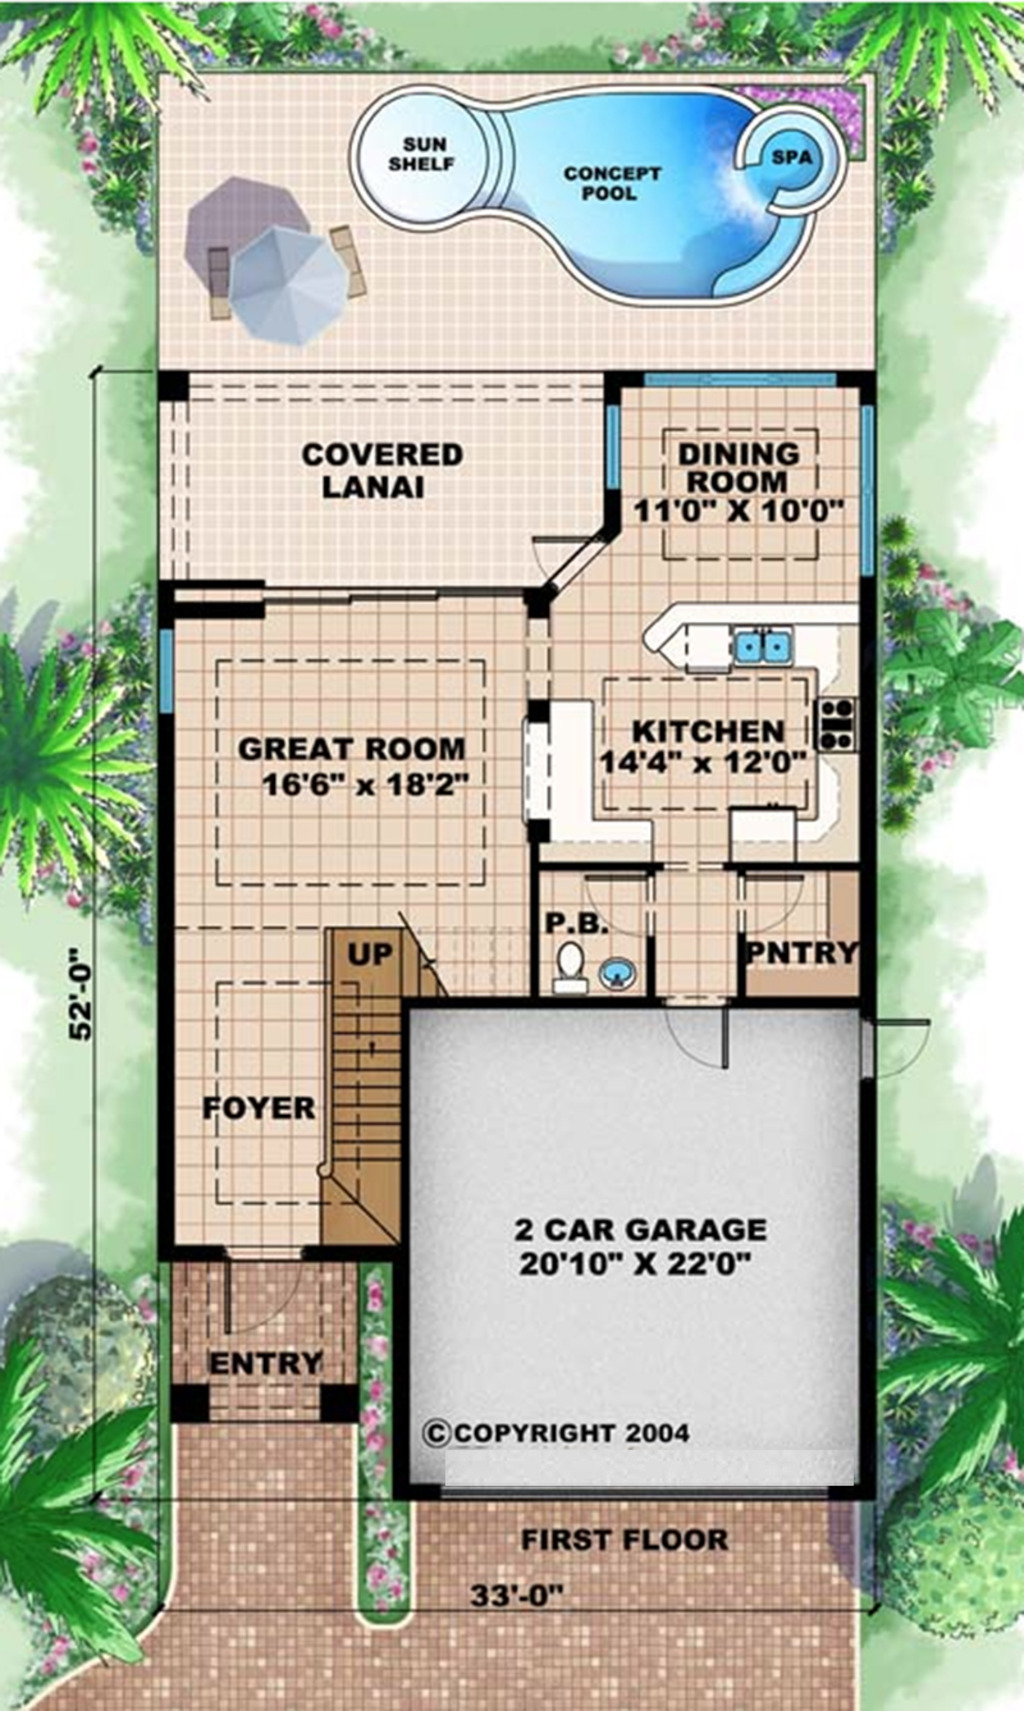 SUN
SHELF
CONCEPT
POOL
SPA
COVERED
LANAI
DINING
ROOM
11'0" X 10'0"
KITCHEN
14'4" x 12'0"
GREAT ROOM
16'6" x 18'2"
P.B.
PNTRY
UP
52'-0"
FOYER
2 CAR GARAGE
20'10" X 22'0"
ENTRY
©COPYRIGHT 2004
FIRST FLOOR
33'-0"